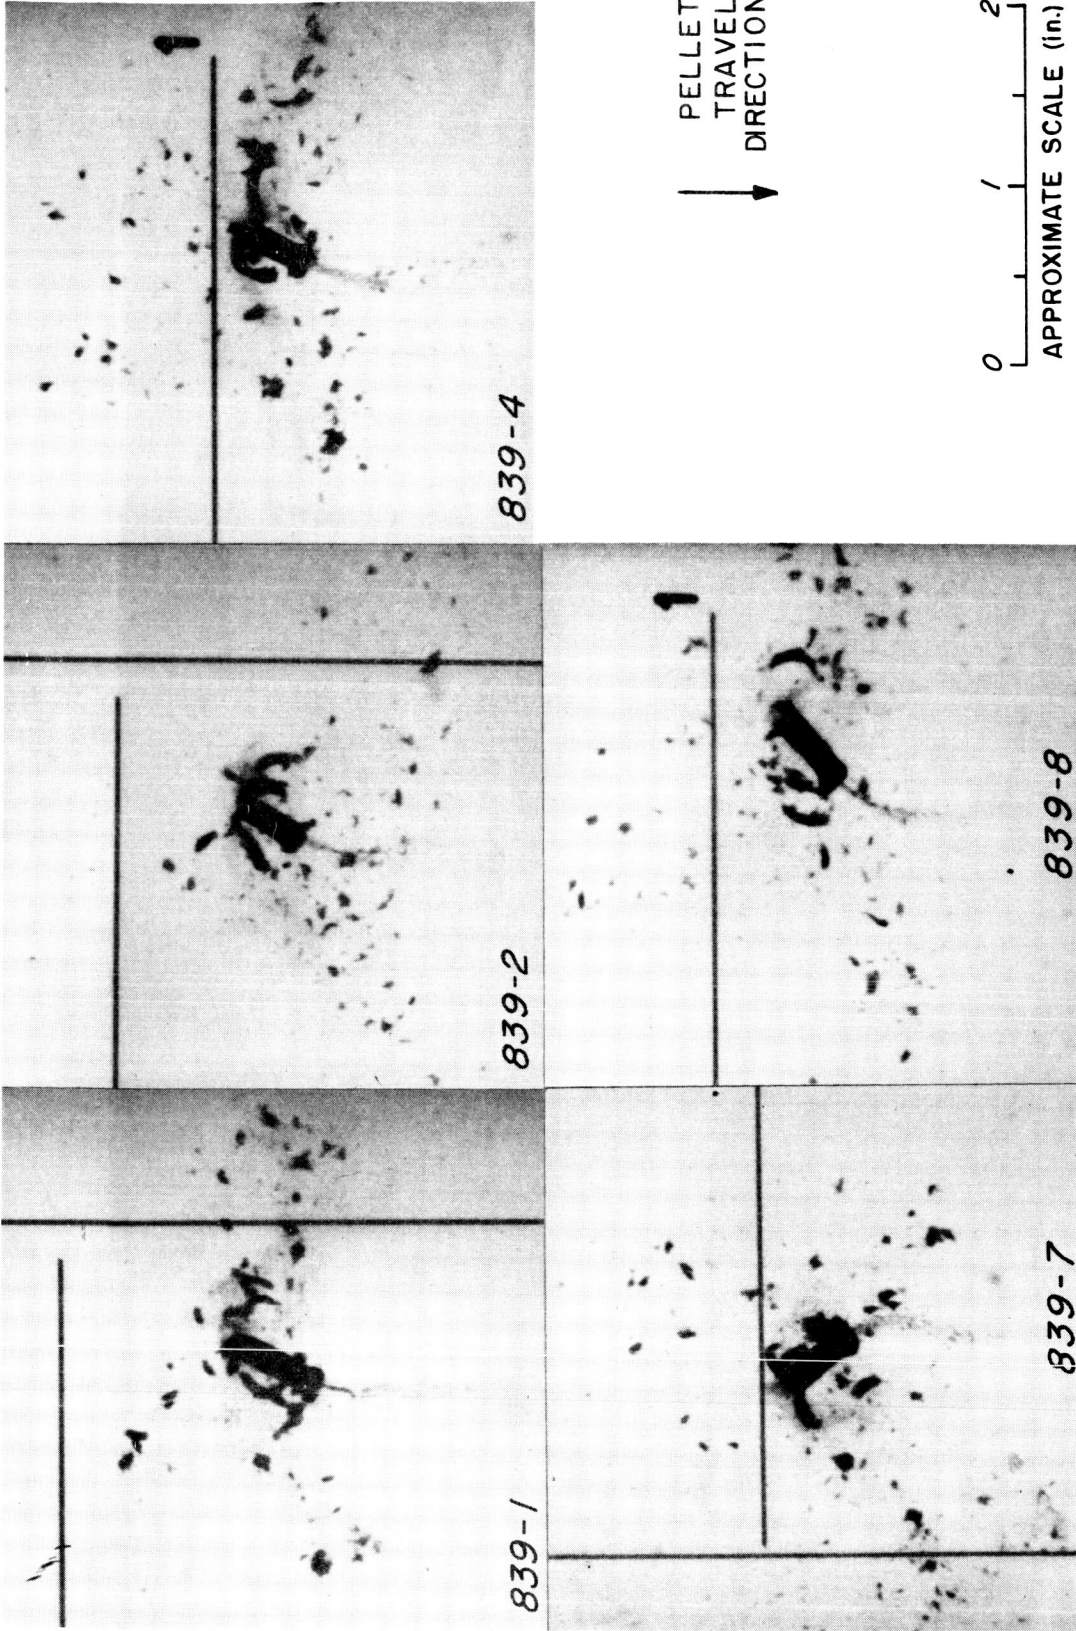 839-1
839-2
839-4
839-7
839-8
PELLET
TRAVEL
DIRECTION
0 1 2
APPROXIMATE SCALE (in.)